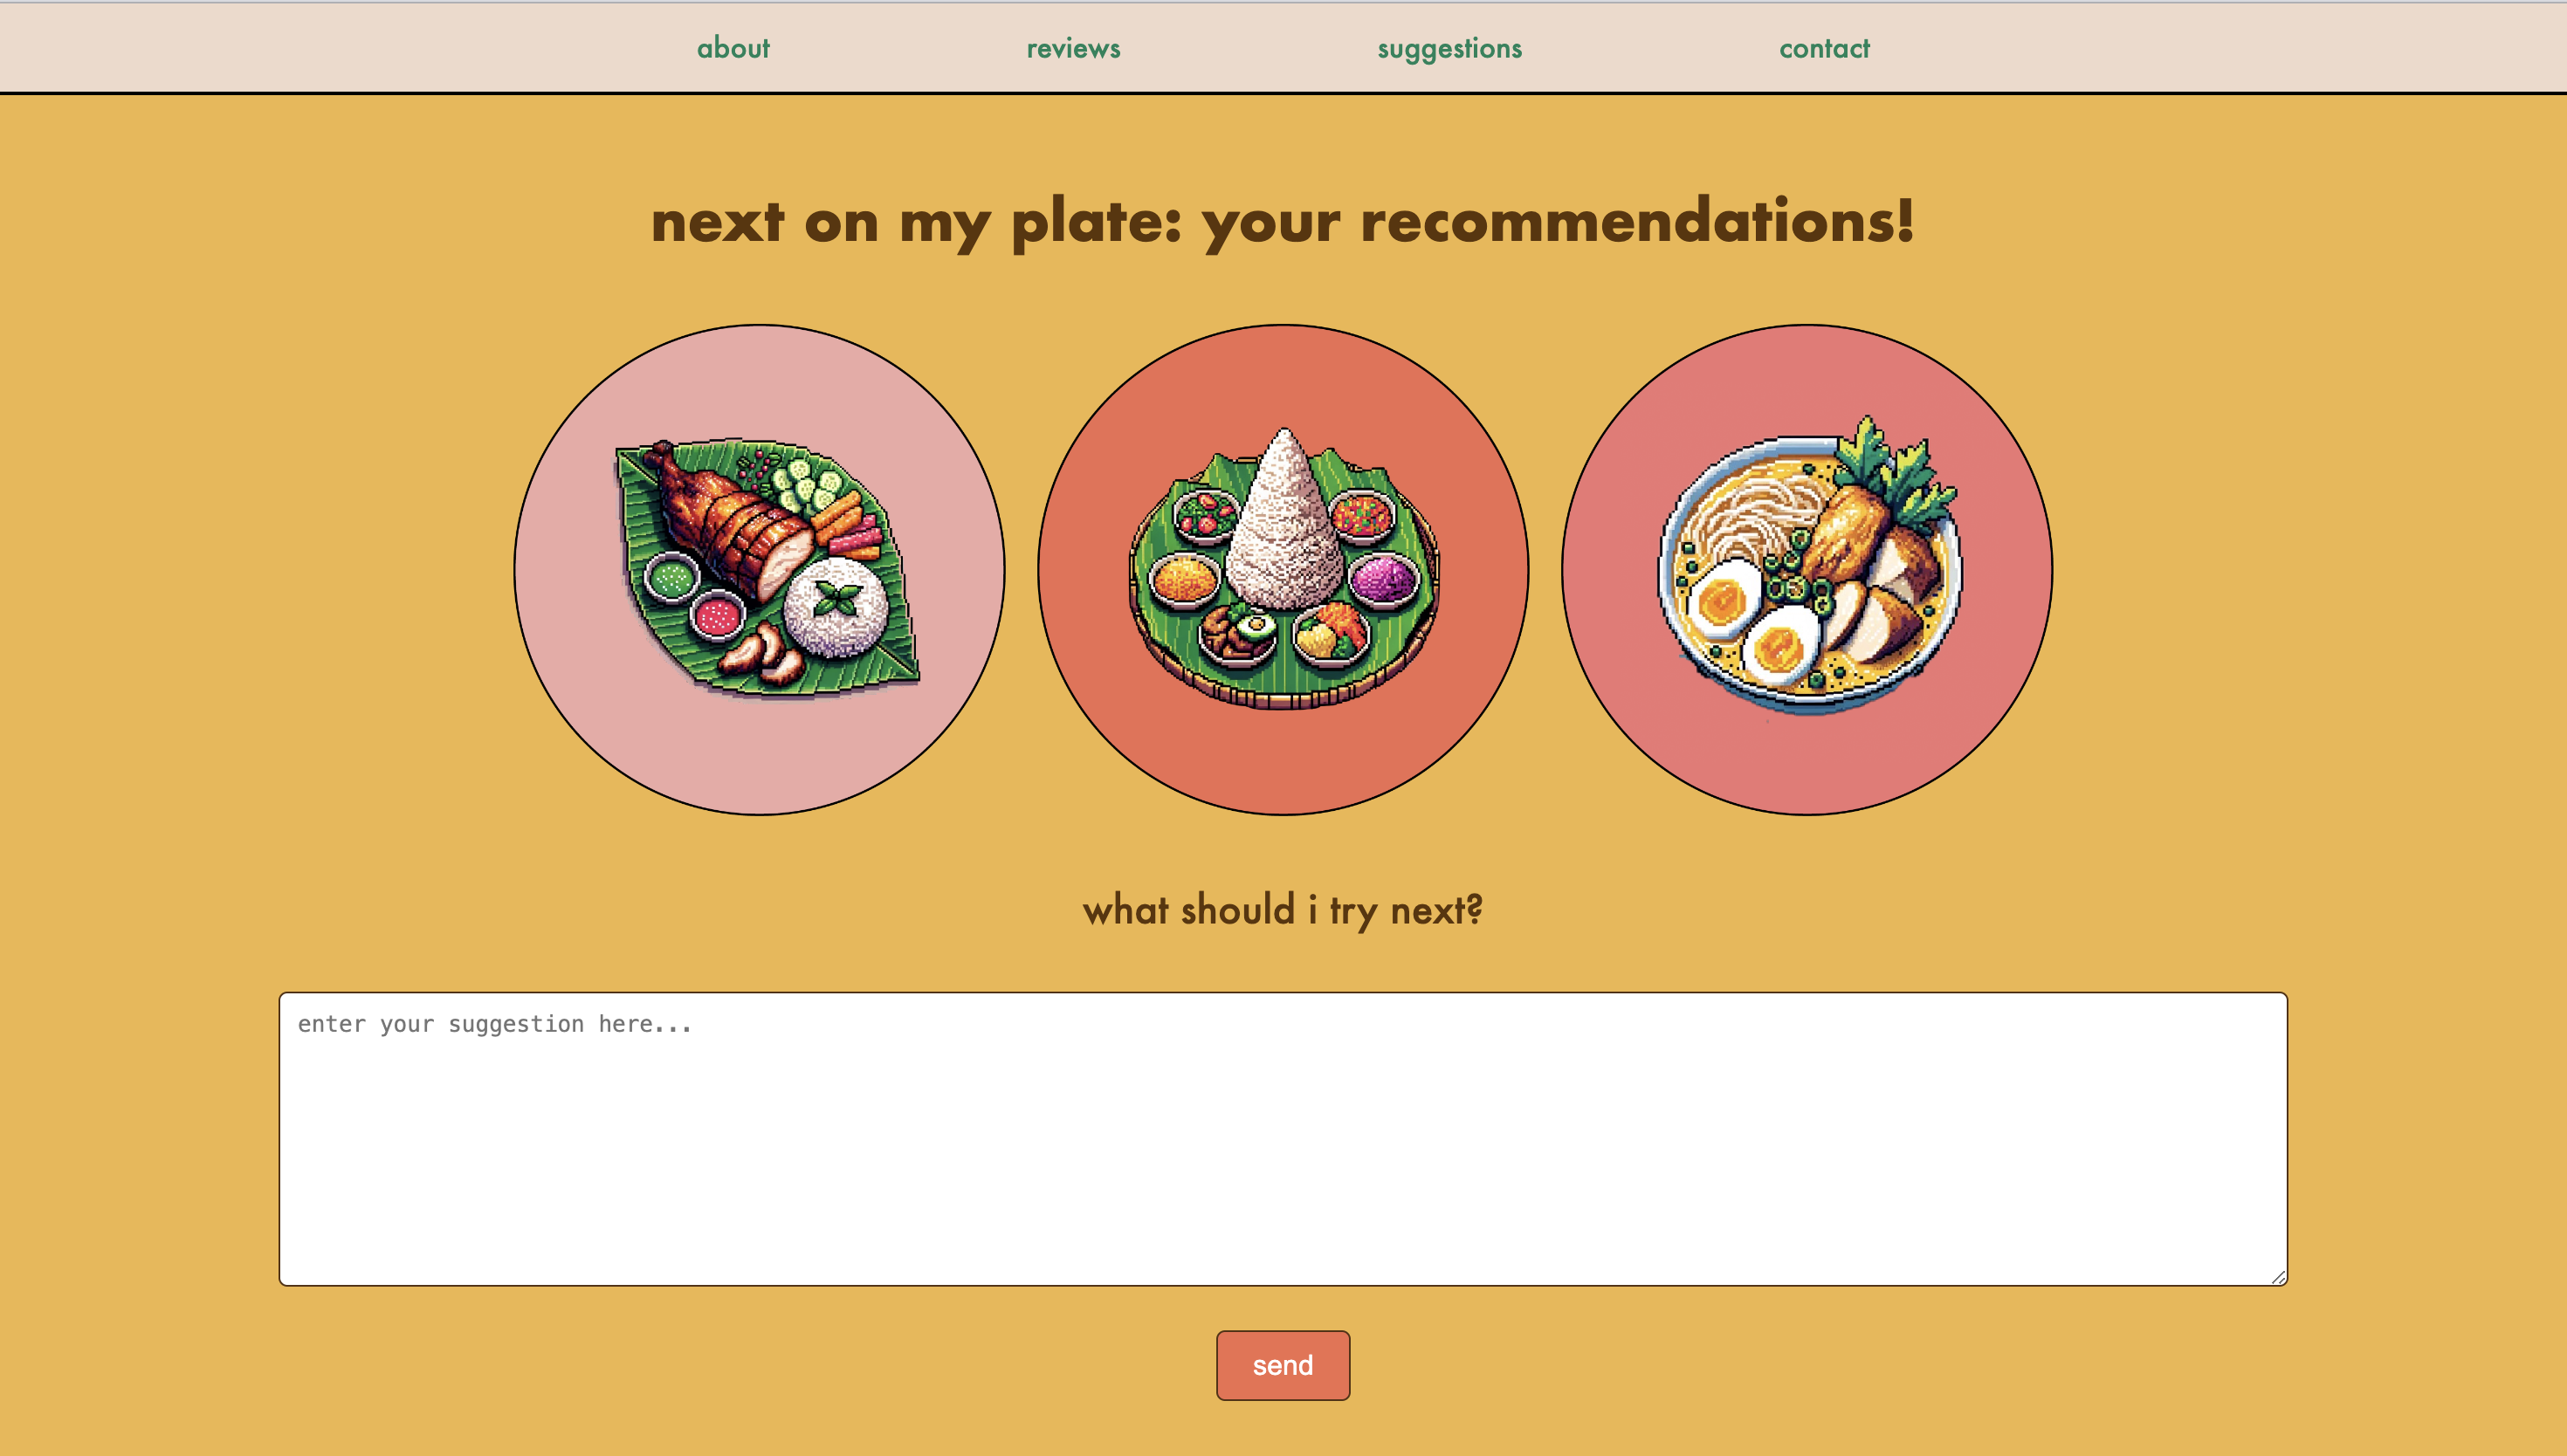 about reviews suggestions contact
next on my plate: your recommendations!
what should i try next?
enter your suggestion here...
send